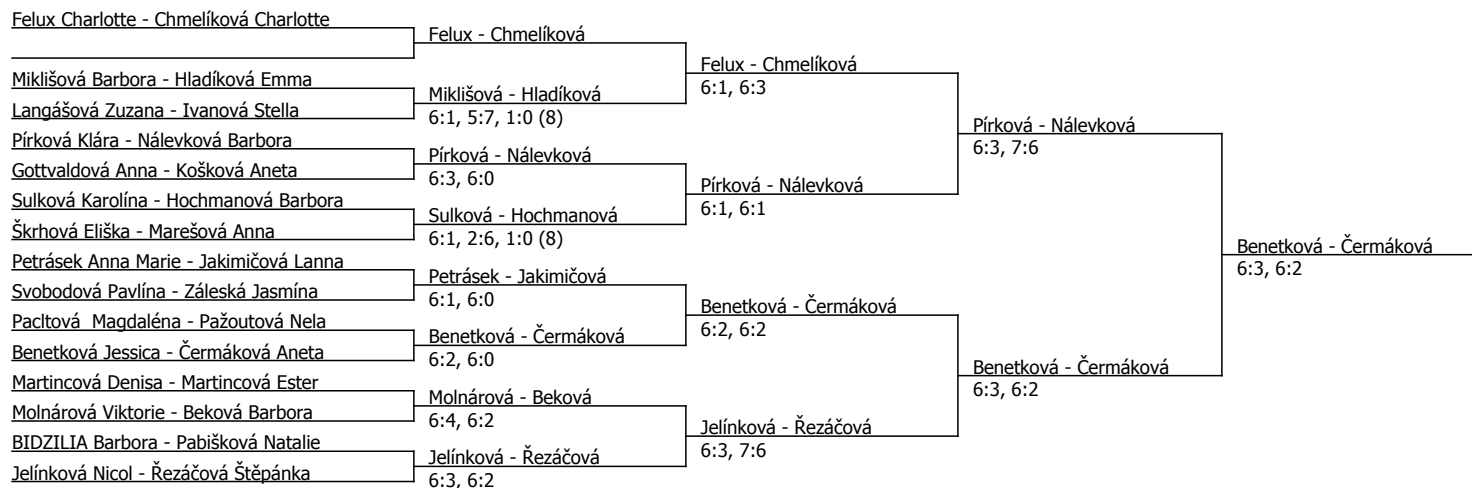 Felux Charlotte - Chmelíková Charlotte
Miklišová Barbora - Hladíková Emma
Langášová Zuzana - Ivanová Stella
Pírková Klára - Nálevková Barbora
Gottvaldová Anna - Košková Aneta
Sulková Karolína - Hochmanová Barbora
Škrhová Eliška - Marešová Anna
Petrásek Anna Marie - Jakimičová Lanna
Svobodová Pavlína - Záleská Jasmína
Pacltová  Magdaléna - Pažoutová Nela
Benetková Jessica - Čermáková Aneta
Martincová Denisa - Martincová Ester
Molnárová Viktorie - Beková Barbora
BIDZILIA Barbora - Pabišková Natalie
Jelínková Nicol - Řezáčová Štěpánka
Felux - Chmelíková
Miklišová - Hladíková
6:1, 5:7, 1:0 (8)
Pírková - Nálevková
6:3, 6:0
Sulková - Hochmanová
6:1, 2:6, 1:0 (8)
Petrásek - Jakimičová
6:1, 6:0
Benetková - Čermáková
6:2, 6:0
Molnárová - Beková
6:4, 6:2
Jelínková - Řezáčová
6:3, 6:2
Felux - Chmelíková
6:1, 6:3
Pírková - Nálevková
6:1, 6:1
Benetková - Čermáková
6:2, 6:2
Jelínková - Řezáčová
6:3, 7:6
Pírková - Nálevková
6:3, 7:6
Benetková - Čermáková
6:3, 6:2
Benetková - Čermáková
6:3, 6:2